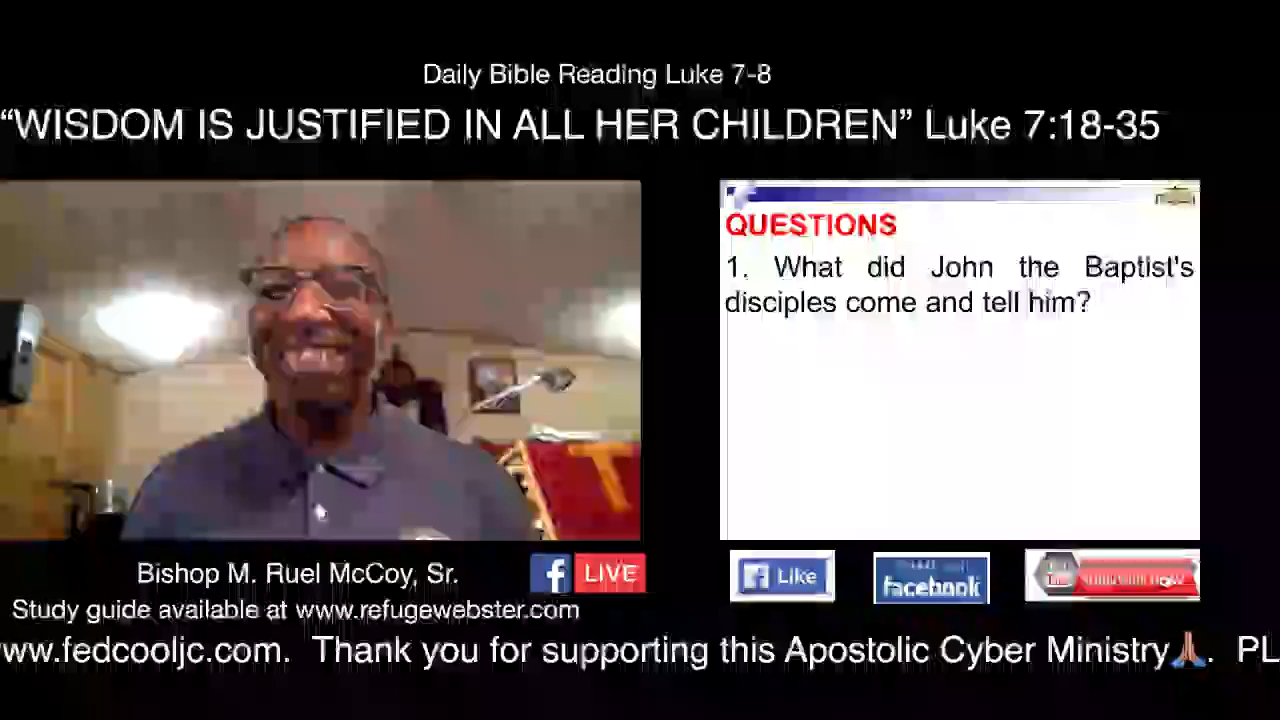 Daily Bible Reading Luke 7-8
“WISDOM IS JUSTIFIED IN ALL HER CHILDREN” Luke 7:18-35
QUESTIONS
1. What did John the Baptist's
disciples come and tell him?
Bishop M. Ruel McCoy, Sr.
f LIVE
f Like
facebook
Study guide available at www.refugewebster.com
ww.fedcooljc.com. Thank you for supporting this Apostolic Cyber Ministry🙏🏽. PL